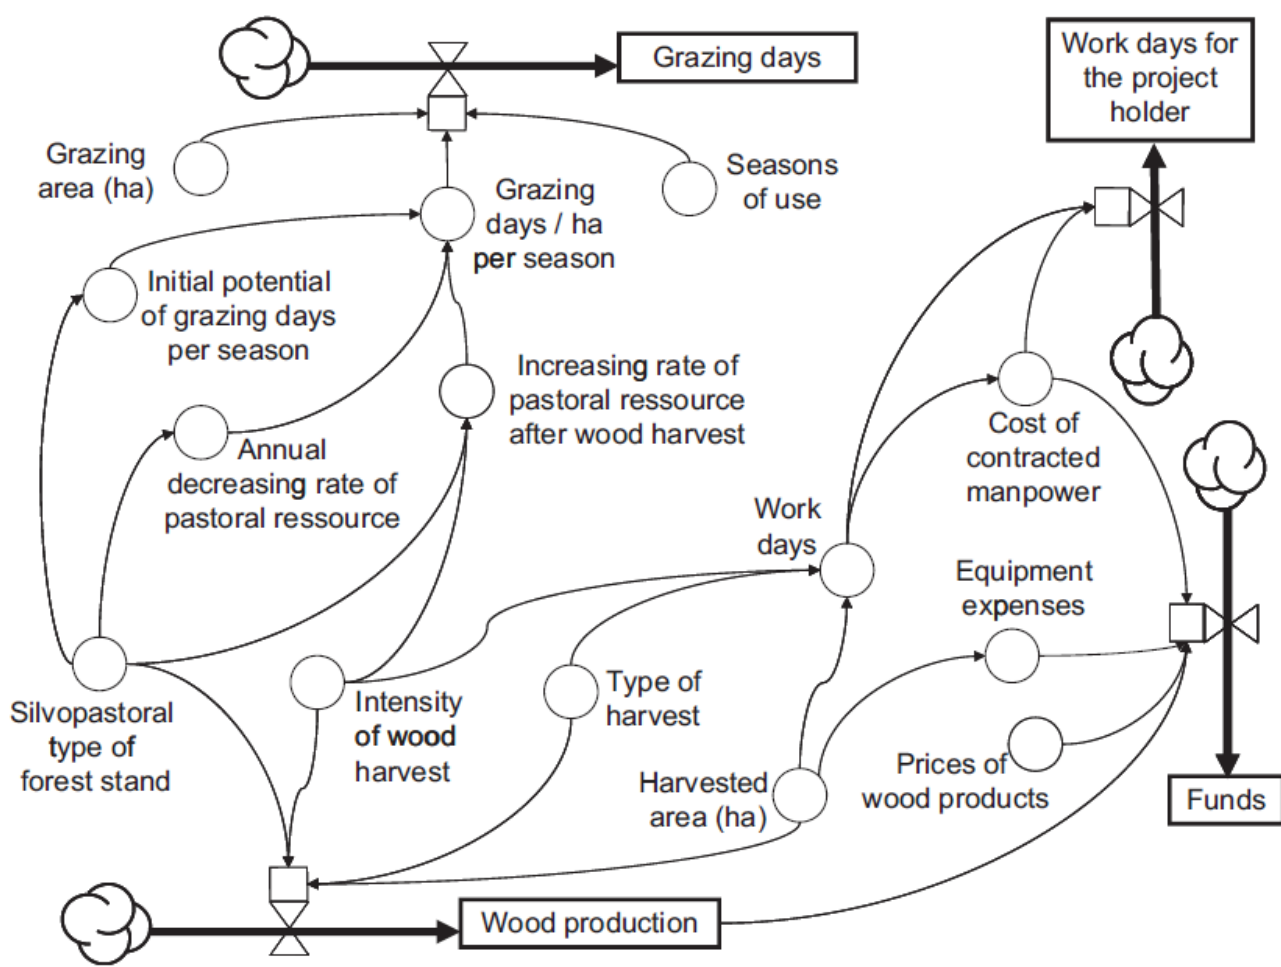 Grazing days
Work days for
the project
holder
Grazing
area (ha)
Seasons
of use
Grazing
days / ha
per season
Initial potential
of grazing days
per season
Increasing rate of
pastoral ressource
after wood harvest
Annual
decreasing rate of
pastoral ressource
Cost of
contracted
manpower
Work
days
Equipment
expenses
Silvopastoral
type of
forest stand
Intensity
of wood
harvest
Type of
harvest
Harvested
area (ha)
Prices of
wood products
Funds
Wood production